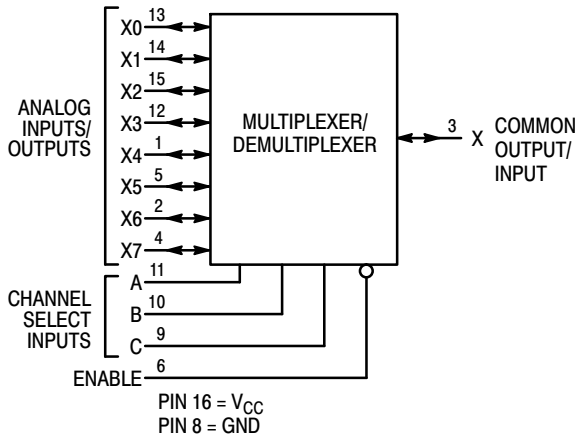 X0 13
X1 14
X2 15
X3 12
X4 1
X5 5
X6 2
X7 4
ANALOG
INPUTS/
OUTPUTS
MULTIPLEXER/
DEMULTIPLEXER
3 X COMMON
OUTPUT/
INPUT
A 11
B 10
C 9
CHANNEL
SELECT
INPUTS
ENABLE 6
PIN 16 = VCC
PIN 8 = GND